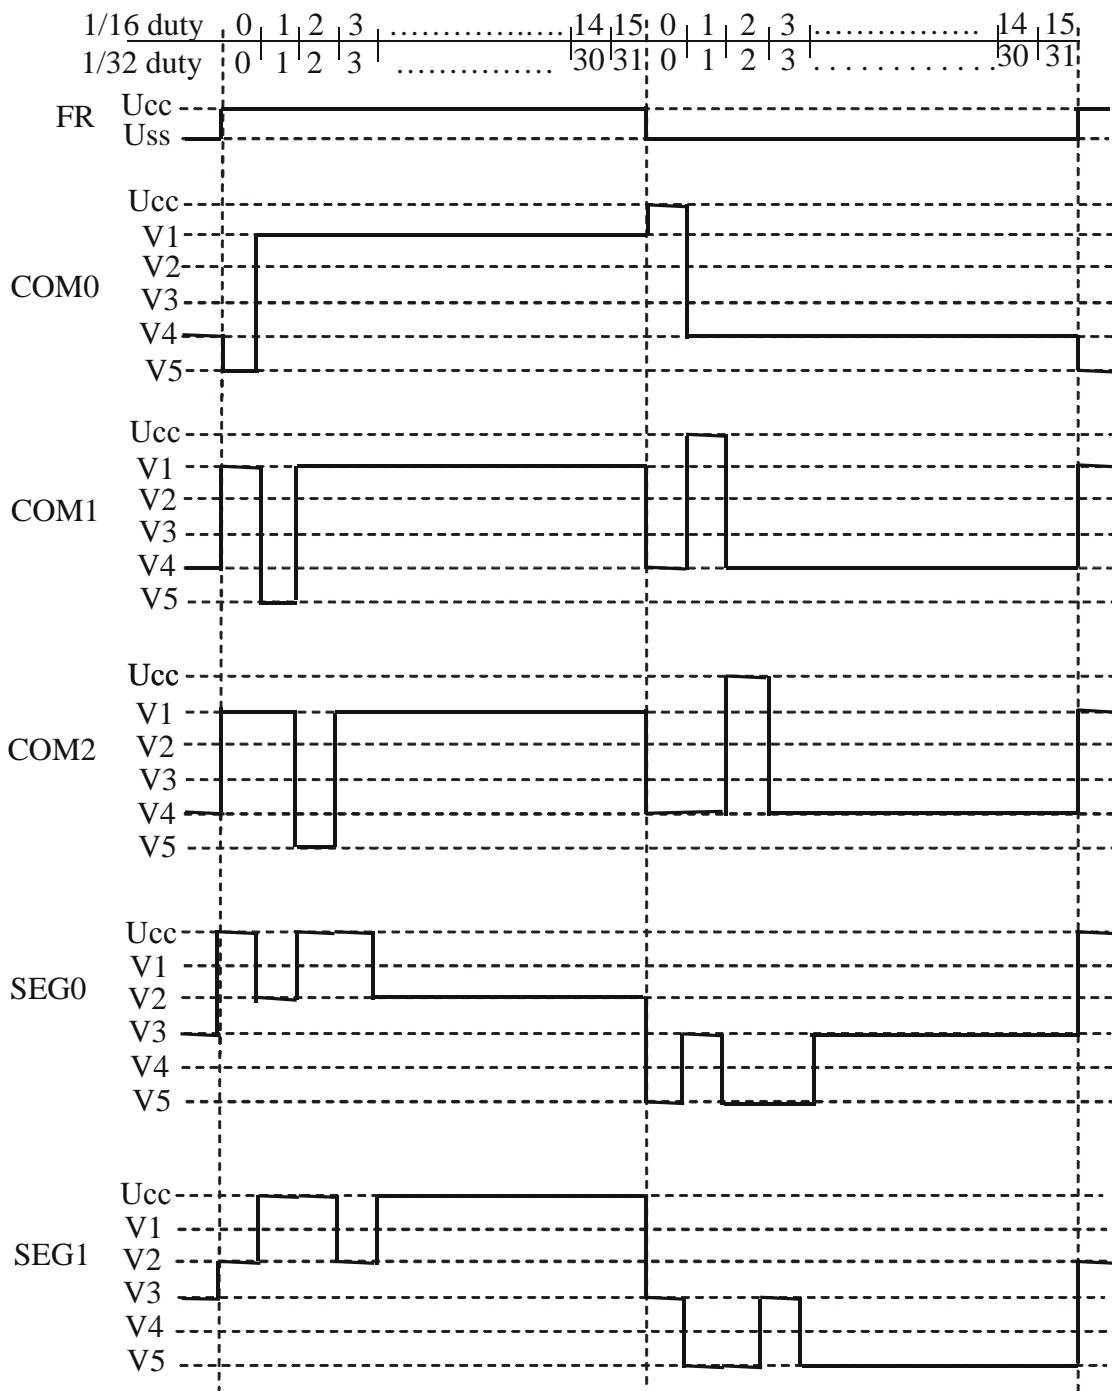 1/16 duty 0 1 2 3 ................ 14 15 0 1 2 3 ............... 14 15
1/32 duty 0 1 2 3 .............. 30 31 0 1 2 3 ............. 30 31
FR
Ucc
Uss
COM0
Ucc
V1
V2
V3
V4
V5
COM1
Ucc
V1
V2
V3
V4
V5
COM2
Ucc
V1
V2
V3
V4
V5
SEG0
Ucc
V1
V2
V3
V4
V5
SEG1
Ucc
V1
V2
V3
V4
V5